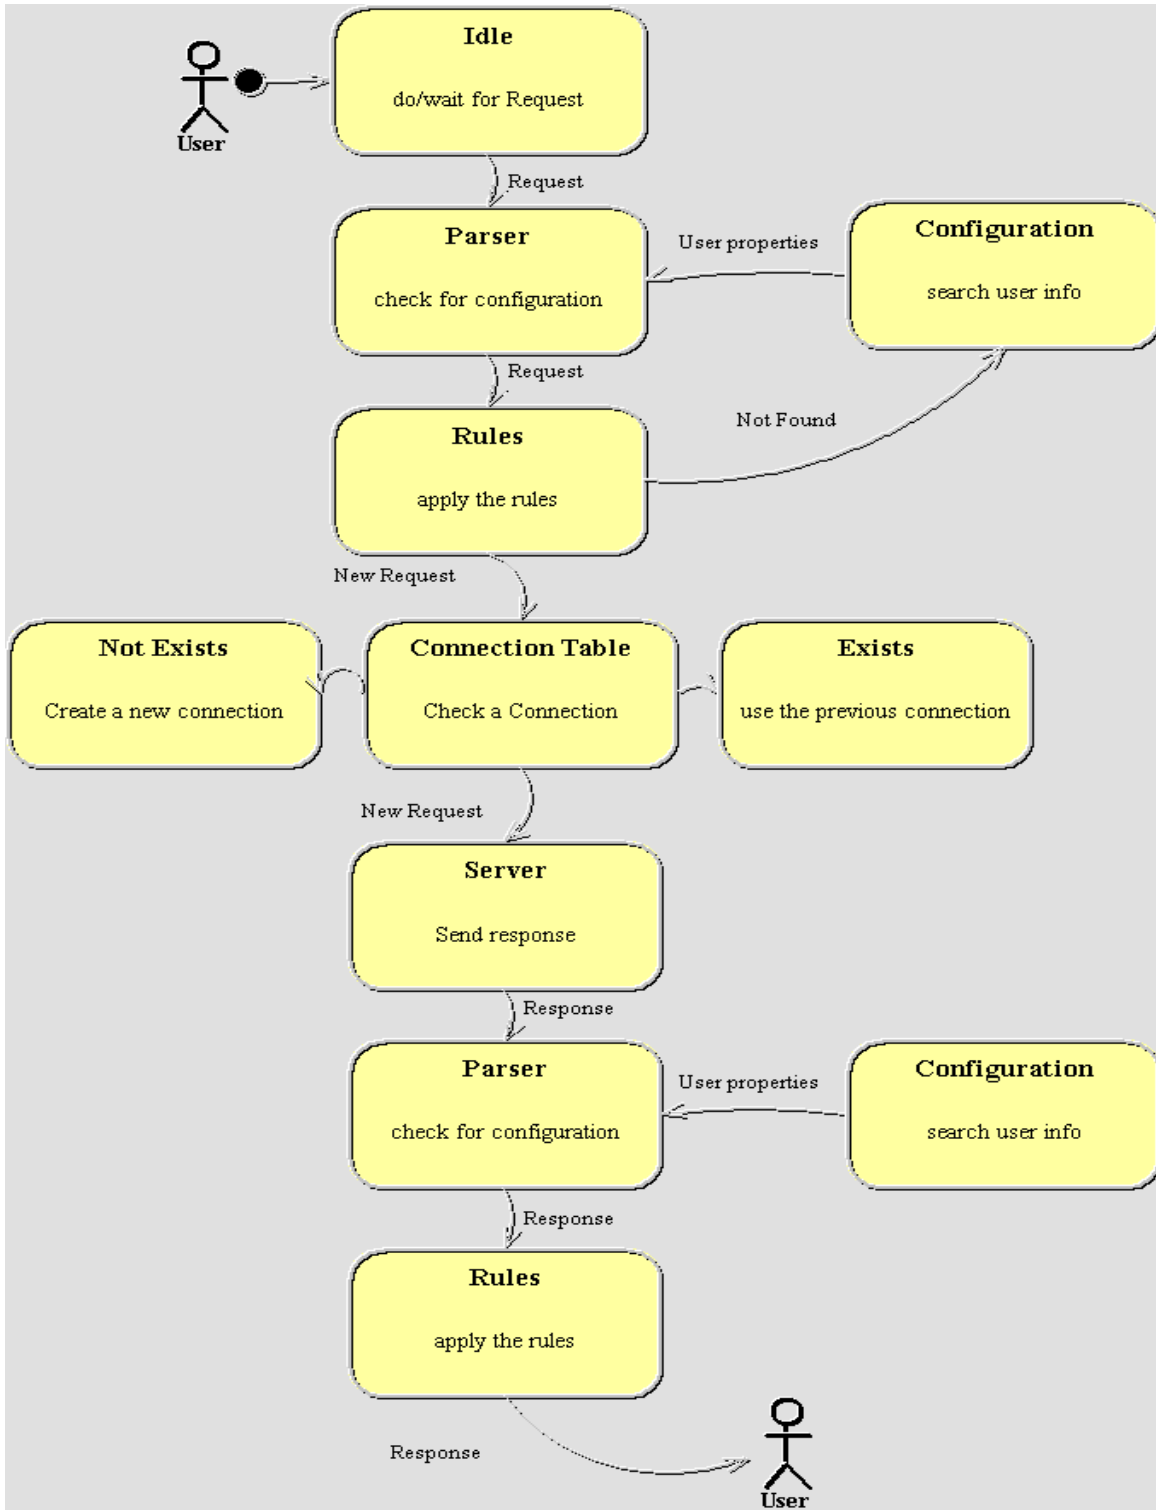 Idle
do/wait for Request
User
Request
Parser
check for configuration
User properties
Configuration
search user info
Request
Rules
apply the rules
Not Found
New Request
Not Exists
Create a new connection
Connection Table
Check a Connection
Exists
use the previous connection
New Request
Server
Send response
Response
Parser
check for configuration
User properties
Configuration
search user info
Response
Rules
apply the rules
Response
User